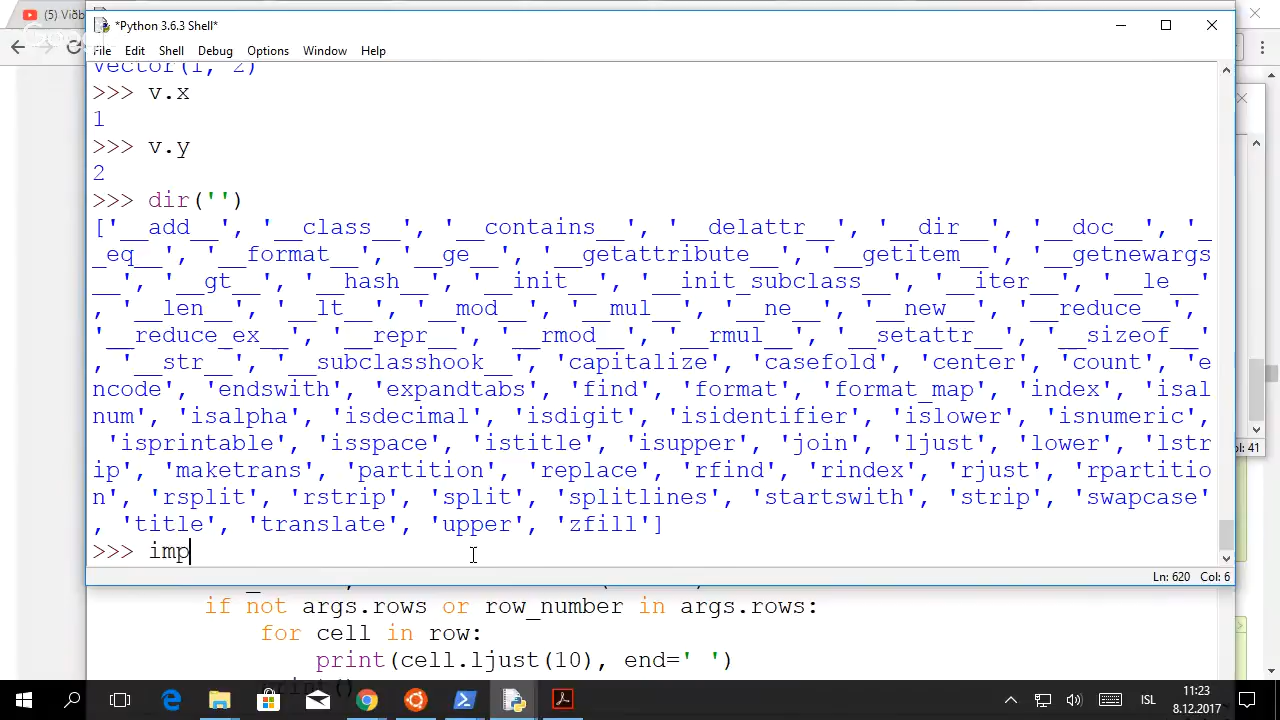 (5) Viðb
*Python 3.6.3 Shell*
File Edit Shell Debug Options Window Help
vector(1, 2)
>>> v.x
1
>>> v.y
2
>>> dir('')
['__add__', '__class__', '__contains__', '__delattr__', '__dir__', '__doc__', '_
_eq__', '__format__', '__ge__', '__getattribute__', '__getitem__', '__getnewargs
__', '__gt__', '__hash__', '__init__', '__init_subclass__', '__iter__', '__le__'
, '__len__', '__lt__', '__mod__', '__mul__', '__ne__', '__new__', '__reduce__',
'__reduce_ex__', '__repr__', '__rmod__', '__rmul__', '__setattr__', '__sizeof__'
, '__str__', '__subclasshook__', 'capitalize', 'casefold', 'center', 'count', 'e
ncode', 'endswith', 'expandtabs', 'find', 'format', 'format_map', 'index', 'isal
num', 'isalpha', 'isdecimal', 'isdigit', 'isidentifier', 'islower', 'isnumeric',
'isprintable', 'isspace', 'istitle', 'isupper', 'join', 'ljust', 'lower', 'lstr
ip', 'maketrans', 'partition', 'replace', 'rfind', 'rindex', 'rjust', 'rpartitio
n', 'rsplit', 'rstrip', 'split', 'splitlines', 'startswith', 'strip', 'swapcase'
, 'title', 'translate', 'upper', 'zfill']
>>> imp
Ln: 620 Col: 6
ol: 41
if not args.rows or row_number in args.rows:
for cell in row:
print(cell.ljust(10), end=' ')
print()
ISL
11:23
8.12.2017